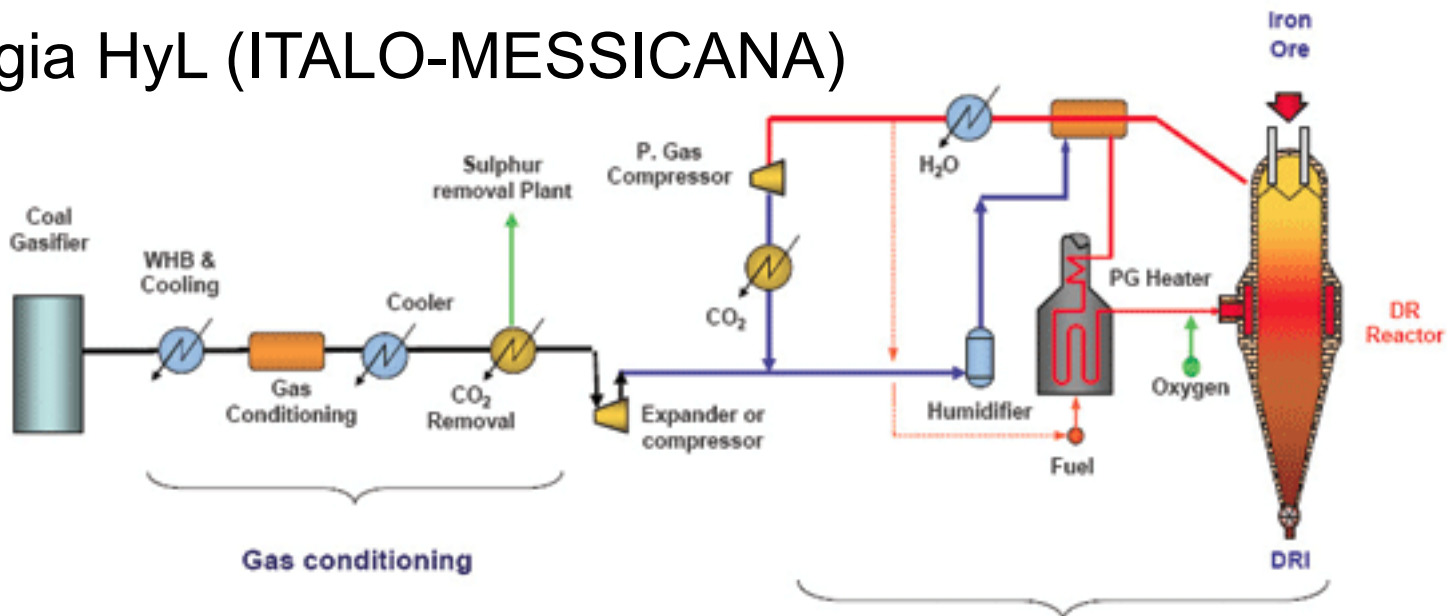 gia HyL (ITALO-MESSICANA)
Iron
Ore
Sulphur
removal Plant
P. Gas
Compressor
H₂O
Coal
Gasifier
WHB &
Cooling
Cooler
PG Heater
DR
Reactor
CO₂
Gas
Conditioning
CO₂
Removal
Expander or
compressor
Humidifier
Oxygen
Fuel
Gas conditioning
DRI